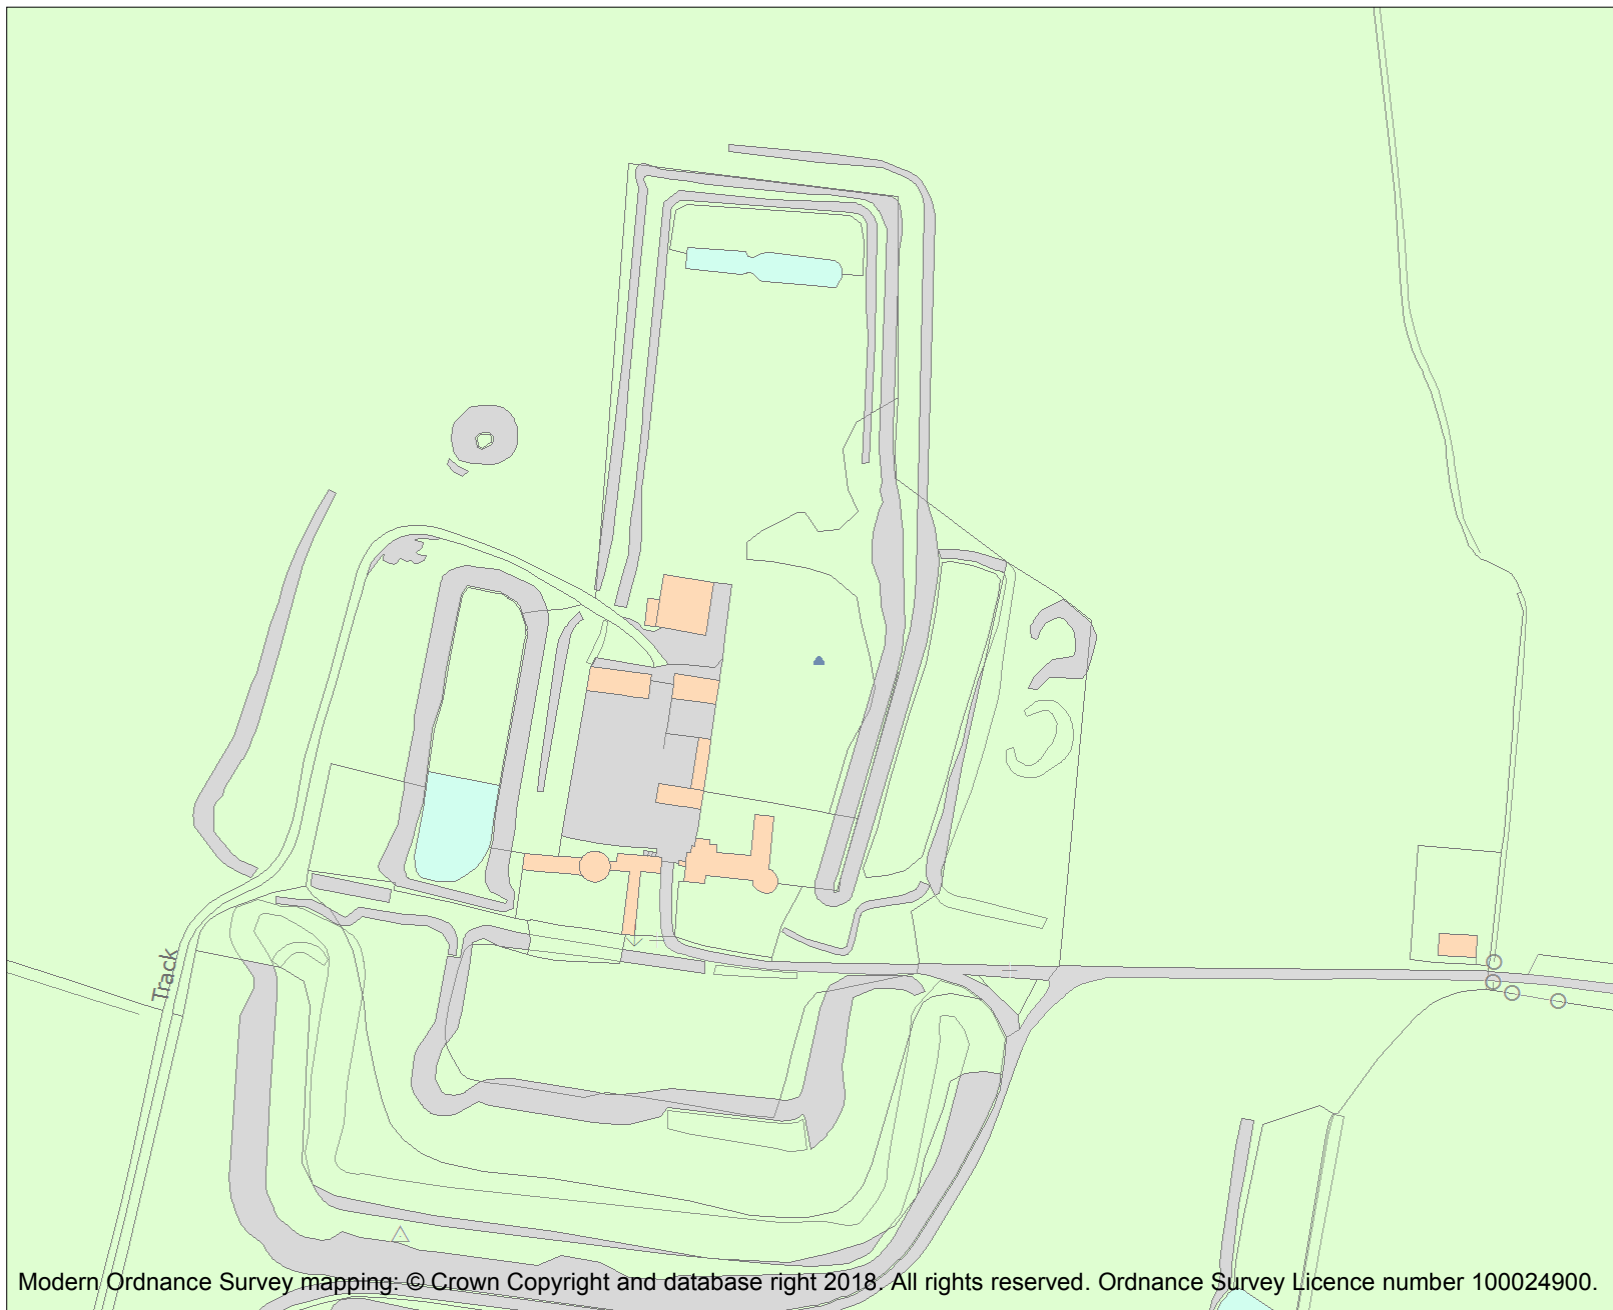 Track
Modern Ordnance Survey mapping: © Crown Copyright and database right 2018. All rights reserved. Ordnance Survey Licence number 100024900.